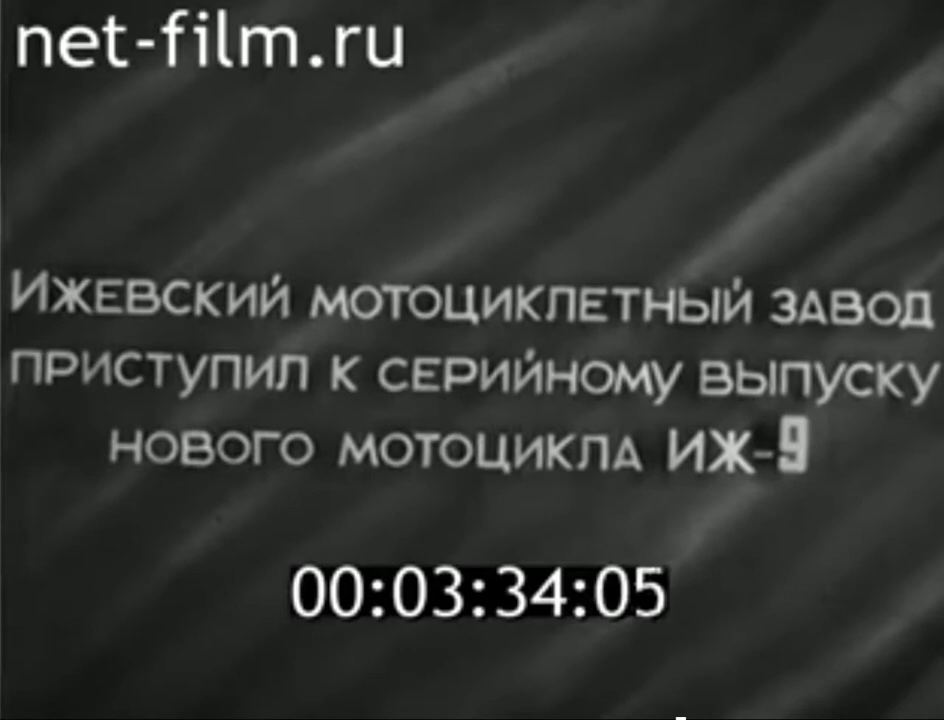 net-film.ru
ИЖЕВСКИЙ МОТОЦИКЛЕТНЫЙ ЗАВОД
ПРИСТУПИЛ К СЕРИЙНОМУ ВЫПУСКУ
НОВОГО МОТОЦИКЛА ИЖ-9
00:03:34:05